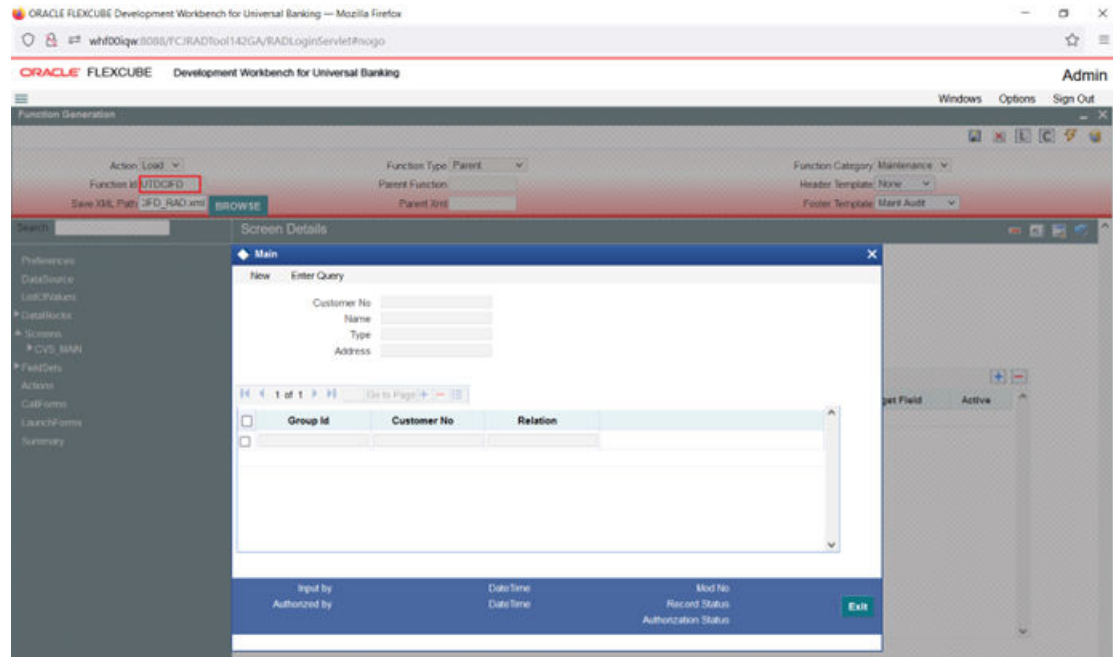 ORACLE FLEXCUBE Development Workbench for Universal Banking — Mozilla Firefox
whf00iqw:8088/FCJRADTool142GA/RADLoginServlet#nogo
ORACLE FLEXCUBE Development Workbench for Universal Banking Admin
Windows Options Sign Out
Function Generation
Action Load Function Type Parent Function Category Maintenance
Function Id UTDCIFD Parent Function Header Template None
Save XML Path CIFD_RAD.xml BROWSE Parent Xml Footer Template Maint Audit
Search Screen Details
Main
Preferences
New Enter Query
DataSource
ListOfValues
Customer No
DataBlocks
Name
Screens
Type
CVS_MAIN
Address
FieldSets
Actions
1 of 1 Go to Page
CallForms
Group Id Customer No Relation
get Field Active
LaunchForms
Summary
Input by DateTime Mod No
Authorized by DateTime Record Status
Exit
Authorization Status